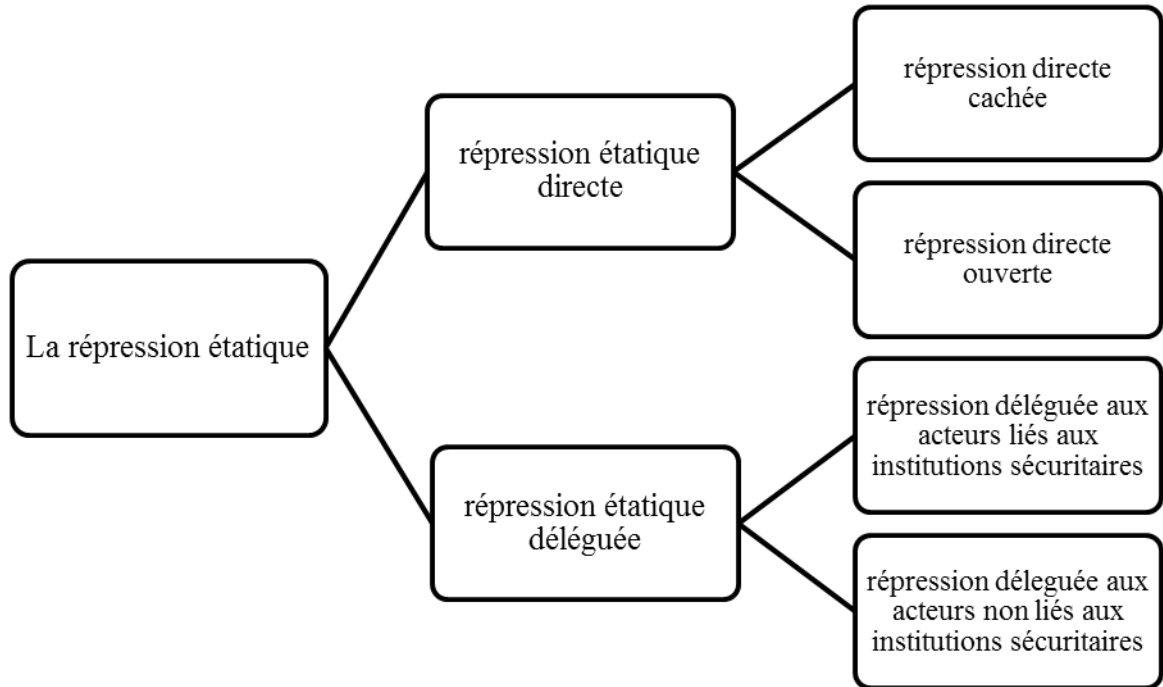 La répression étatique
répression étatique
directe
répression directe
cachée
répression directe
ouverte
répression étatique
déléguée
répression déléguée aux
acteurs liés aux
institutions sécuritaires
répression déleguée aux
acteurs non liés aux
institutions sécuritaires